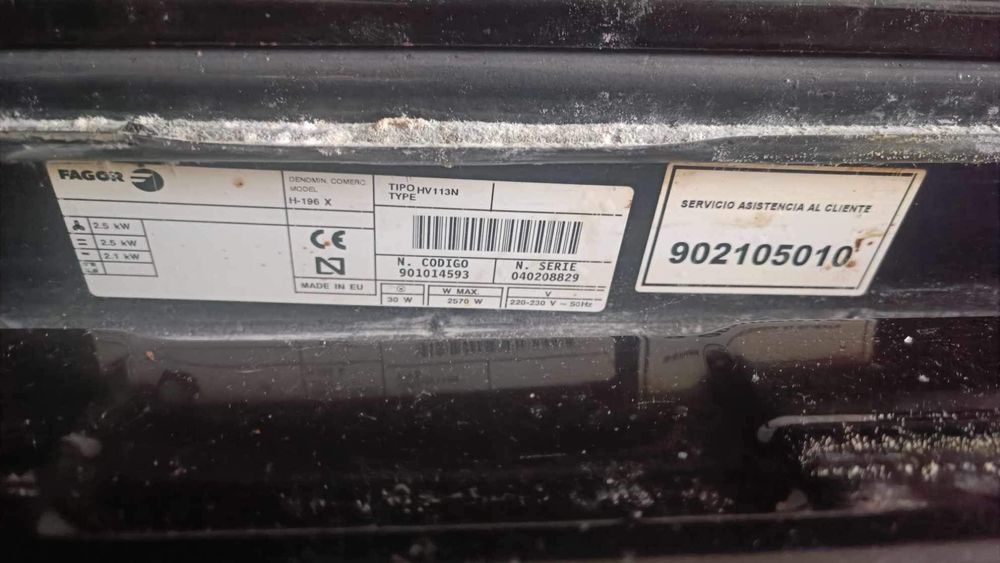 FAGOR
DENOMIN COMERC
MODEL
H-196 X
TIPO HV113N
TYPE
2.5 kW
2.5 kW
2.1 kW
CE
N
MADE IN EU
N. CODIGO
901014593
N. SERIE
040208829
30 W
W MAX.
2570 W
V
220-230 V ~ 50Hz
SERVICIO ASISTENCIA AL CLIENTE
902105010